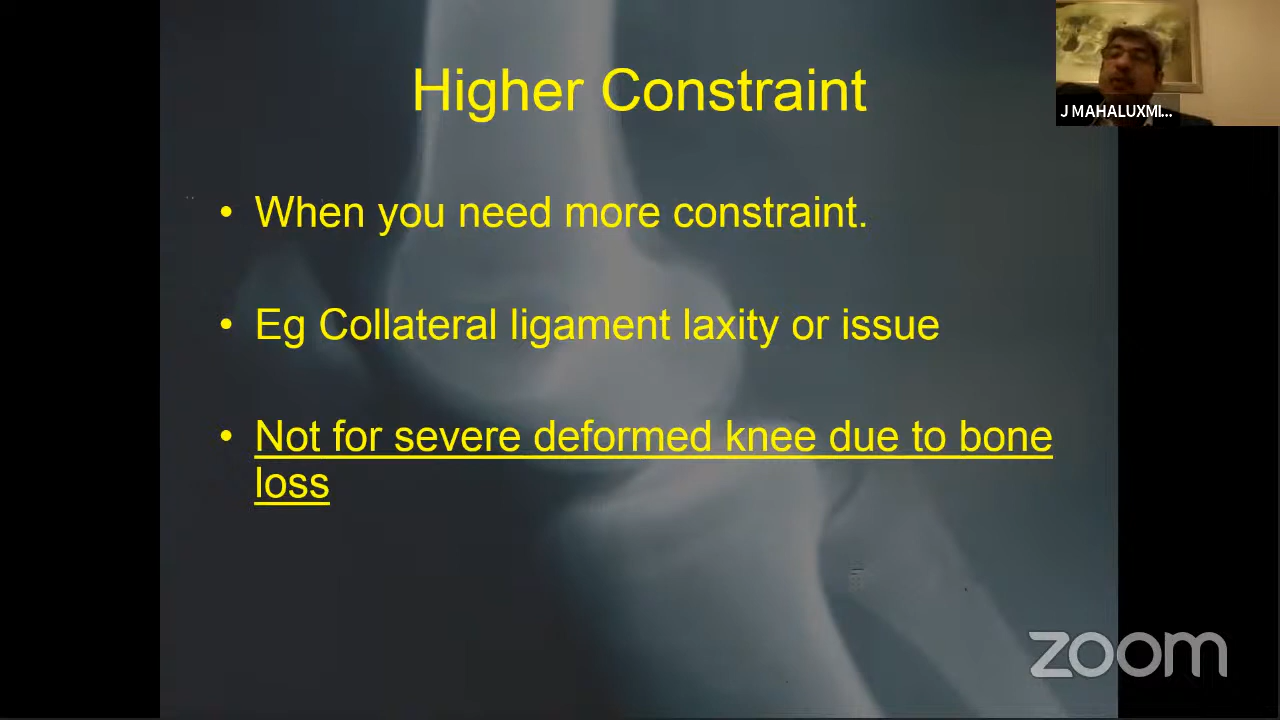 Higher Constraint
J MAHALUXMI...
• When you need more constraint.
• Eg Collateral ligament laxity or issue
• Not for severe deformed knee due to bone
loss
zoom